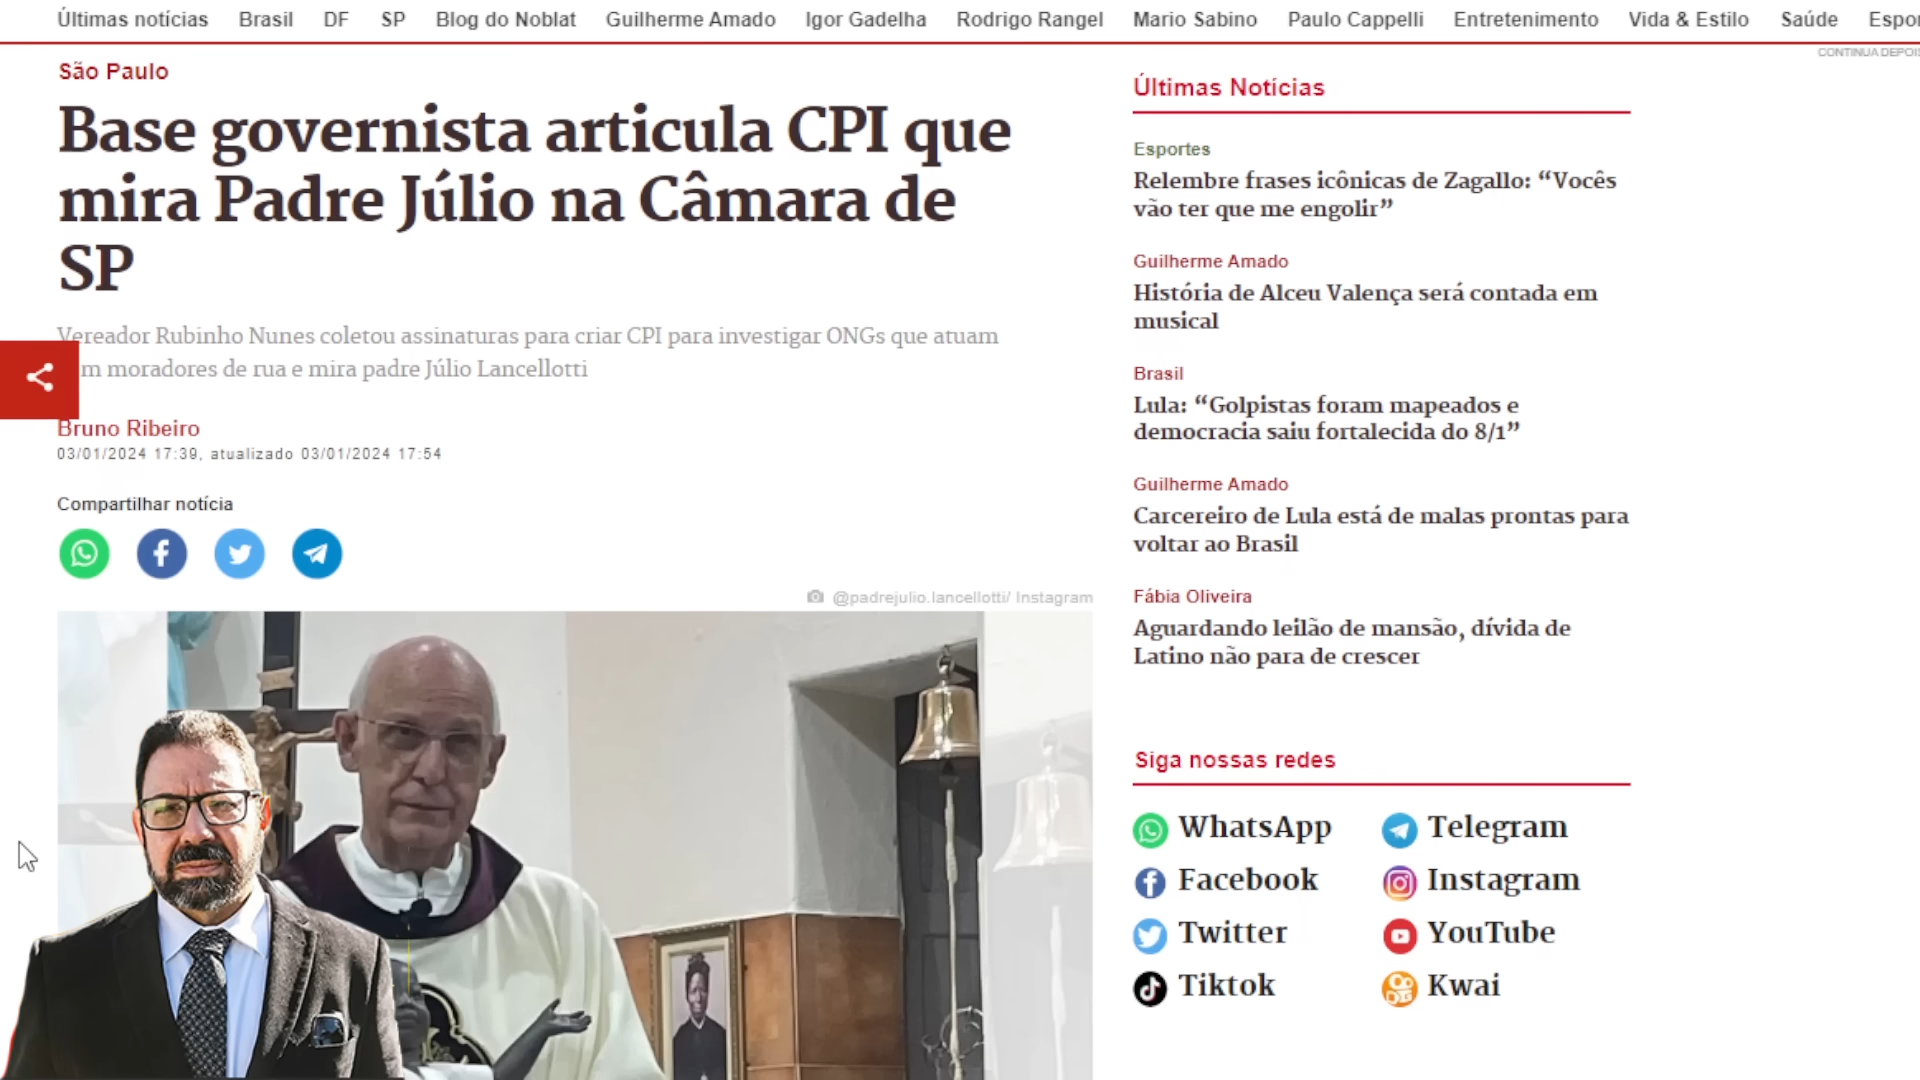 Últimas notícias Brasil DF SP Blog do Noblat Guilherme Amado Igor Gadelha Rodrigo Rangel Mario Sabino Paulo Cappelli Entretenimento Vida & Estilo Saúde
CONTINUA DEPOIS
São Paulo
Base governista articula CPI que
mira Padre Júlio na Câmara de
SP
Vereador Rubinho Nunes coletou assinaturas para criar CPI para investigar ONGs que atuam
m moradores de rua e mira padre Júlio Lancellotti
Bruno Ribeiro
03/01/2024 17:39, atualizado 03/01/2024 17:54
Compartilhar notícia
@padrejulio.lancellotti/ Instagram
Últimas Notícias
Esportes
Relembre frases icônicas de Zagallo: “Vocês
vão ter que me engolir”
Guilherme Amado
História de Alceu Valença será contada em
musical
Brasil
Lula: “Golpistas foram mapeados e
democracia saiu fortalecida do 8/1”
Guilherme Amado
Carcereiro de Lula está de malas prontas para
voltar ao Brasil
Fábia Oliveira
Aguardando leilão de mansão, dívida de
Latino não para de crescer
Siga nossas redes
WhatsApp Telegram
Facebook Instagram
Twitter YouTube
Tiktok Kwai